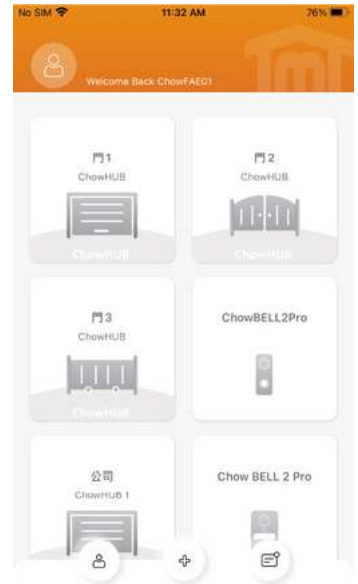 No SIM 11:32 AM 76%
Welcome Back ChowFAE01
門1
ChowHUB
ChowHUB
門2
ChowHUB
ChowHUB
門3
ChowHUB
ChowHUB
ChowBELL2Pro
公司
ChowHUB 1
Chow BELL 2 Pro